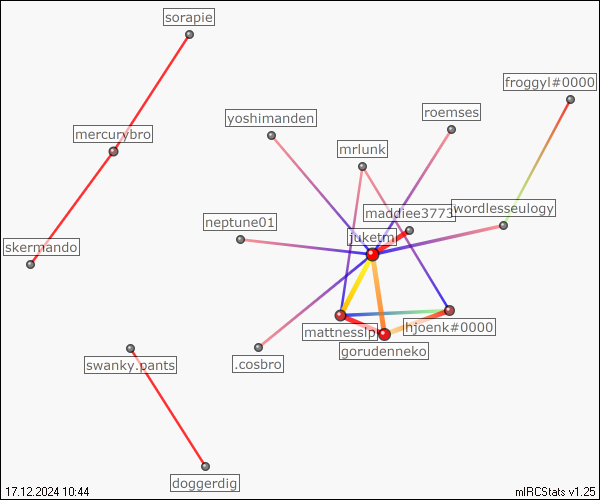 sorapie
froggyl#0000
yoshimanden
roemses
mercurybro
mrlunk
maddiee3773
wordlesseulogy
neptune01
juketm
skermando
mattnesslp
hjoenk#0000
gorudenneko
swanky.pants
.cosbro
doggerdig
17.12.2024 10:44
mIRCStats v1.25